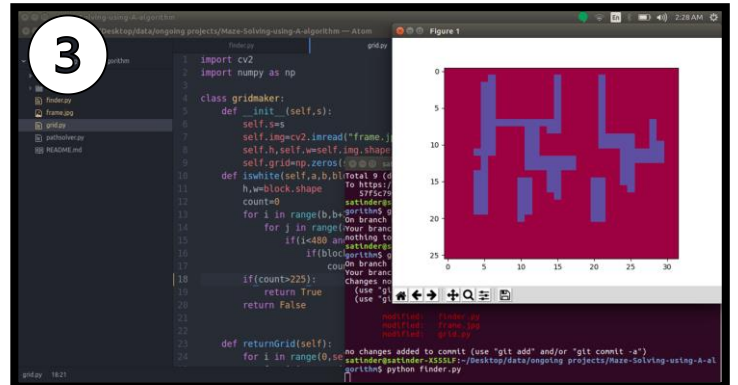 3
olving-using-A-algorithm
Desktop/data/ongoing projects/Maze-Solving-using-A-algorithm — Atom
En
2:28 AM
orithm
finder.py
frame.jpg
grid.py
pathsolver.py
README.md
finder.py
grid.py
1 import cv2
2 import numpy as np
3
4 class gridmaker:
5 def __init__(self,s):
6 self.s=s
7 self.img=cv2.imread("frame.j
8 self.h,self.w=self.img.shape
9 self.grid=np.zeros(
10 def iswhite(self,a,b,bl
11 h,w=block.shape
12 count=0
13 for i in range(b,b+
14 for j in range(
15 if(i<480 an
16 if(bloc
17 cou
18 if(count>225):
19 return True
20 return False
21
22
23 def returnGrid(self):
24 for i in range(0,se
grid.py 18:21
Total 9 (d
To https:/
57f5c79
satinder@s
gorithm$ g
On branch
Your branc
nothing to
satinder@s
gorithm$ g
On branch
Your branc
Changes no
(use "gi
(use "gi
modified: finder.py
modified: frame.jpg
modified: grid.py
no changes added to commit (use "git add" and/or "git commit -a")
satinder@satinder-X555LF:~/Desktop/data/ongoing projects/Maze-Solving-using-A-al
gorithm$ python finder.py
Figure 1
0
5
10
15
20
25
0 5 10 15 20 25 30